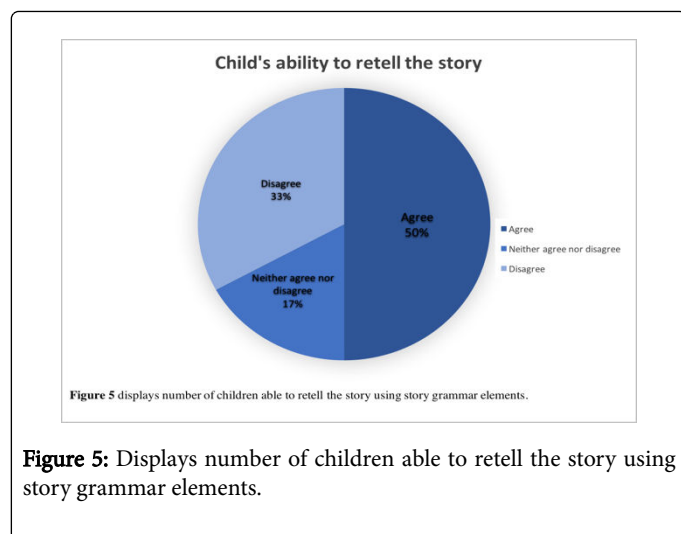 Child's ability to retell the story
Disagree
33%
Agree
50%
Neither agree nor
disagree
17%
Agree
Neither agree nor disagree
Disagree
Figure 5 displays number of children able to retell the story using story grammar elements.
Figure 5: Displays number of children able to retell the story using
story grammar elements.